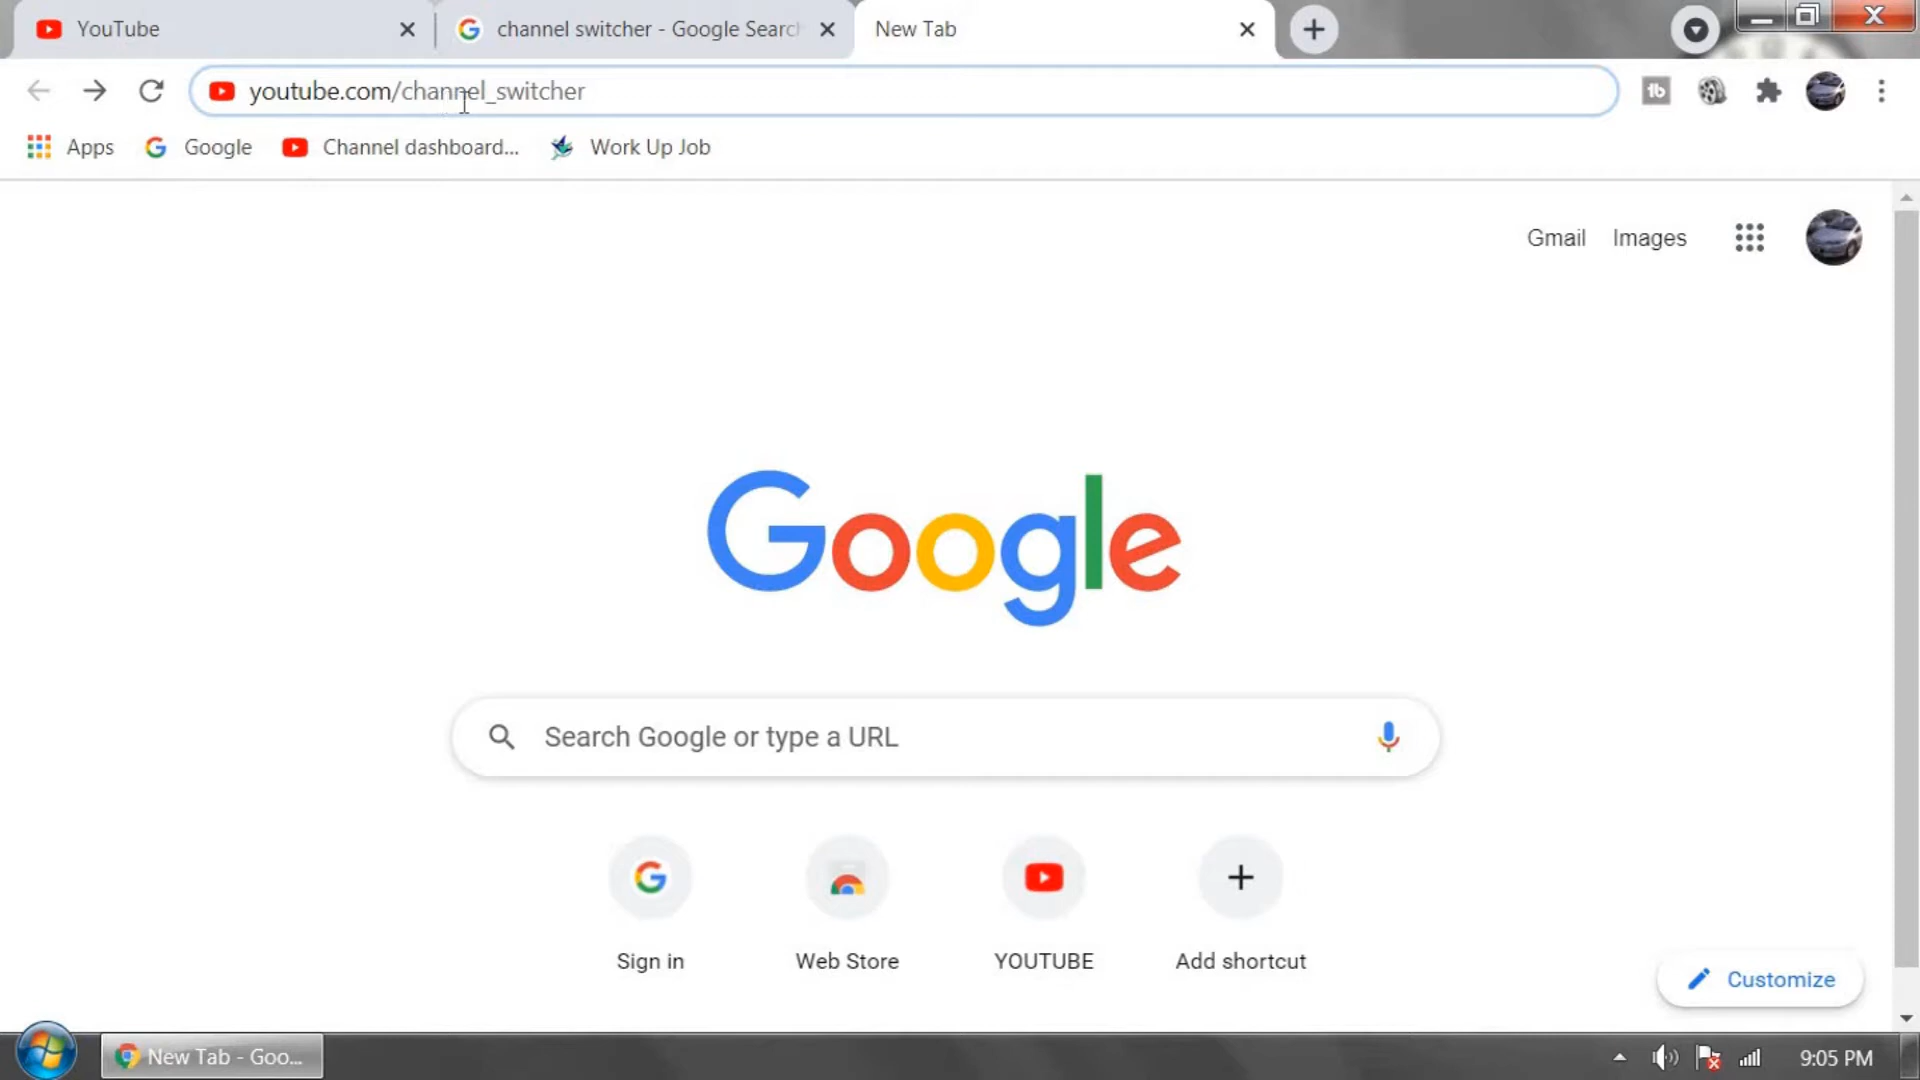 YouTube
channel switcher - Google Search
New Tab
youtube.com/channel_switcher
tb
Apps
Google
Channel dashboard...
Work Up Job
Gmail
Images
Google
Search Google or type a URL
Sign in
Web Store
YOUTUBE
Add shortcut
Customize
New Tab - Goo...
9:05 PM